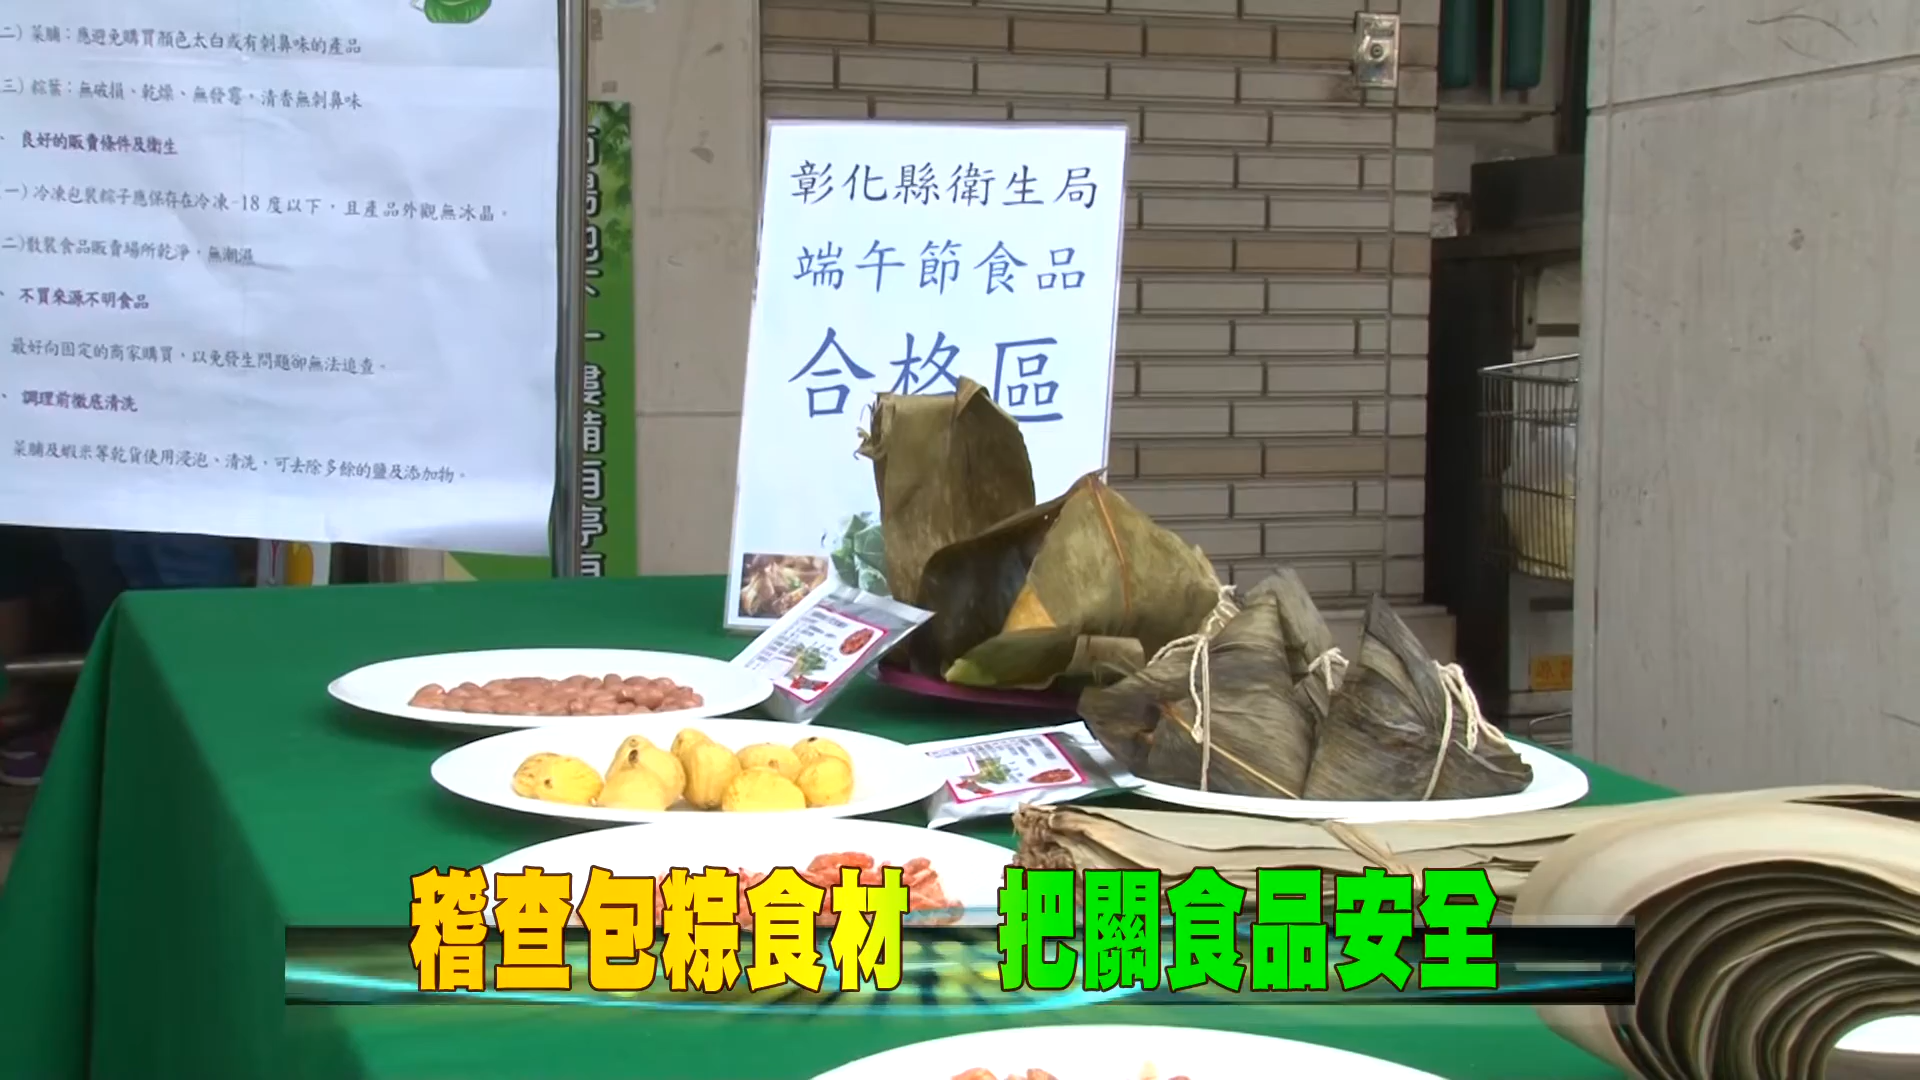 二) 菜脯：應避免購買顏色太白或有刺鼻味的產品
三) 粽葉：無破損、乾燥、無發霉，清香無刺鼻味
、 良好的販賣條件及衛生
(一) 冷凍包裝粽子應保存在冷凍-18 度以下，且產品外觀無冰晶。
二)散裝食品販賣場所乾淨，無潮濕
、 不買來源不明食品
最好向固定的商家購買，以免發生問題卻無法追查。
、 調理前徹底清洗
菜脯及蝦米等乾貨使用浸泡、清洗，可去除多餘的鹽及添加物。
彰化縣衛生局
端午節食品
合格區
稽查包粽食材 把關食品安全